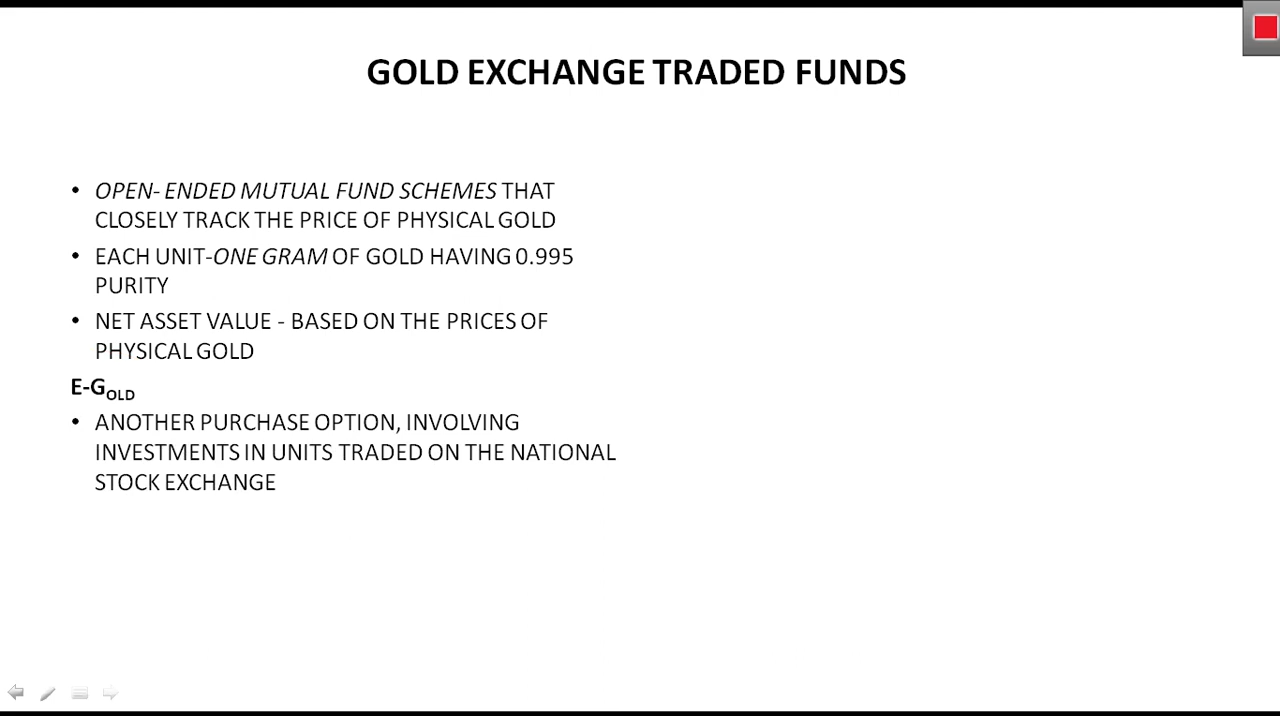 GOLD EXCHANGE TRADED FUNDS
• OPEN- ENDED MUTUAL FUND SCHEMES THAT
CLOSELY TRACK THE PRICE OF PHYSICAL GOLD
• EACH UNIT-ONE GRAM OF GOLD HAVING 0.995
PURITY
• NET ASSET VALUE - BASED ON THE PRICES OF
PHYSICAL GOLD
E-GOLD
• ANOTHER PURCHASE OPTION, INVOLVING
INVESTMENTS IN UNITS TRADED ON THE NATIONAL
STOCK EXCHANGE